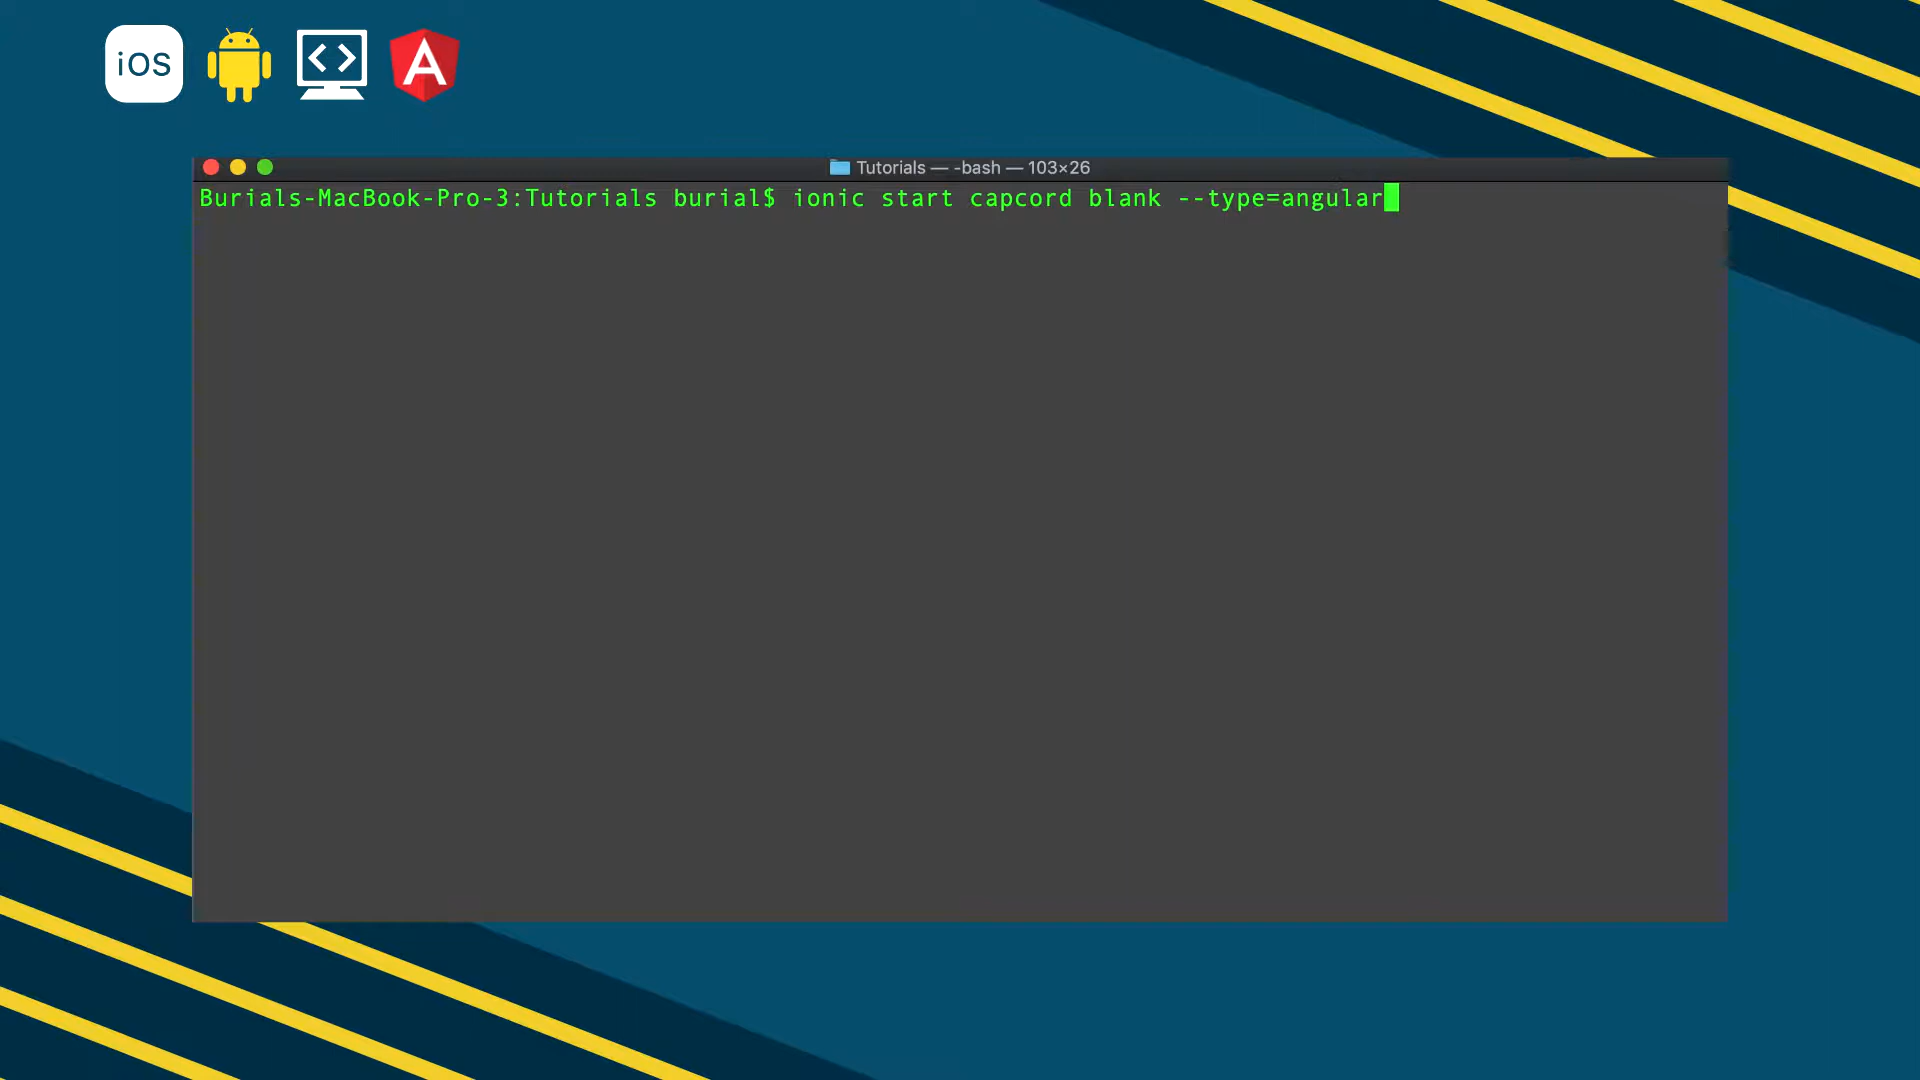 iOS
A
Tutorials — -bash — 103×26
Burials-MacBook-Pro-3:Tutorials burial$ ionic start capcord blank --type=angular